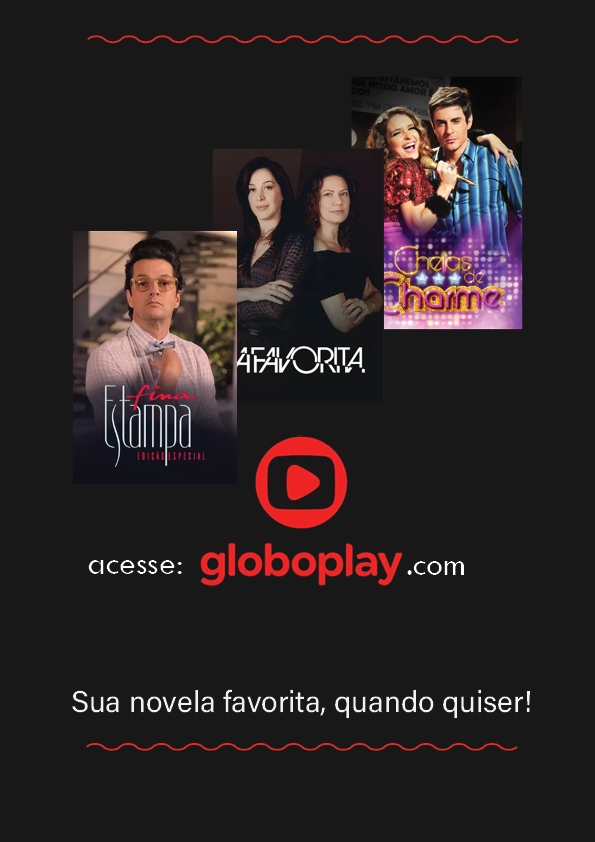 Cheias
de
Charme
A FAVORITA
fina
Estampa
EDIÇÃO ESPECIAL
acesse: globoplay.com
Sua novela favorita, quando quiser!